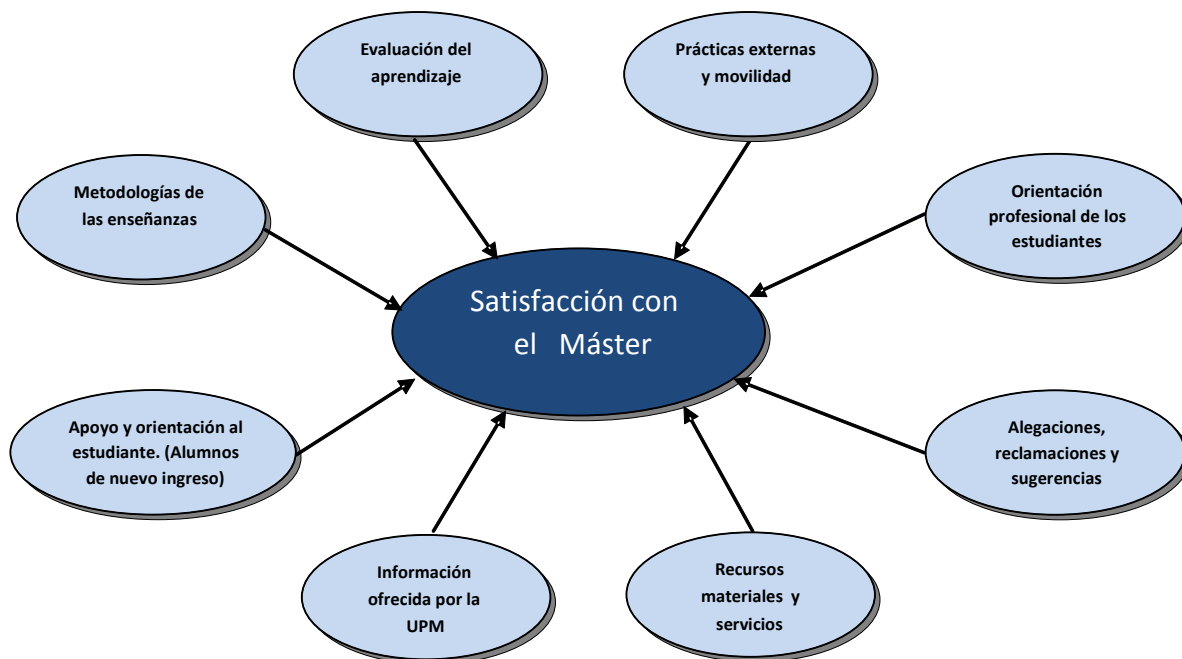 Evaluación del
aprendizaje
Prácticas externas
y movilidad
Metodologías de
las enseñanzas
Orientación
profesional de los
estudiantes
Satisfacción con
el Máster
Apoyo y orientación al
estudiante. (Alumnos
de nuevo ingreso)
Alegaciones,
reclamaciones y
sugerencias
Información
ofrecida por la
UPM
Recursos
materiales y
servicios